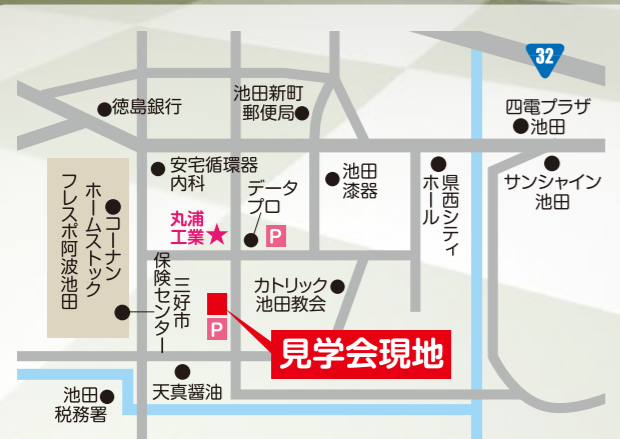 32
徳島銀行
池田新町
郵便局
四電プラザ
池田
安宅循環器
内科
池田
漆器
県西シティ
ホール
サンシャイン
池田
データ
プロ
P
丸浦
工業
コーナン
ホームストック
フレスポ阿波池田
三好市
保険センター
カトリック
池田教会
P
見学会現地
天真醤油
池田
税務署